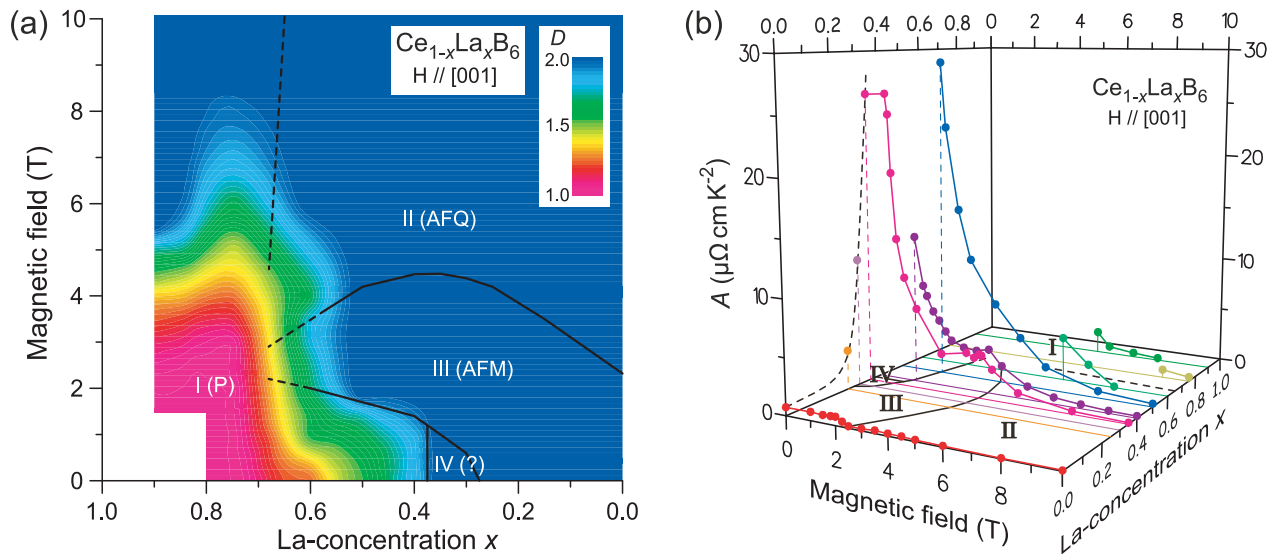 (a)
Magnetic field (T)
10
8
6
4
2
0
1.0 0.8 0.6 0.4 0.2 0.0
La-concentration x
Ce1-xLaxB6
H // [001]
D
2.0
1.5
1.0
II (AFQ)
III (AFM)
I (P)
IV (?)
(b)
0.0 0.2 0.4 0.6 0.8 0 2 4 6 8 10
30
20
10
0
A (μΩ cm K-2)
30
20
10
0
Ce1-xLaxB6
H // [001]
I
IV
III
II
0 2 4 6 8
Magnetic field (T)
0.0 0.2 0.4 0.6 0.8 1.0
La-concentration x